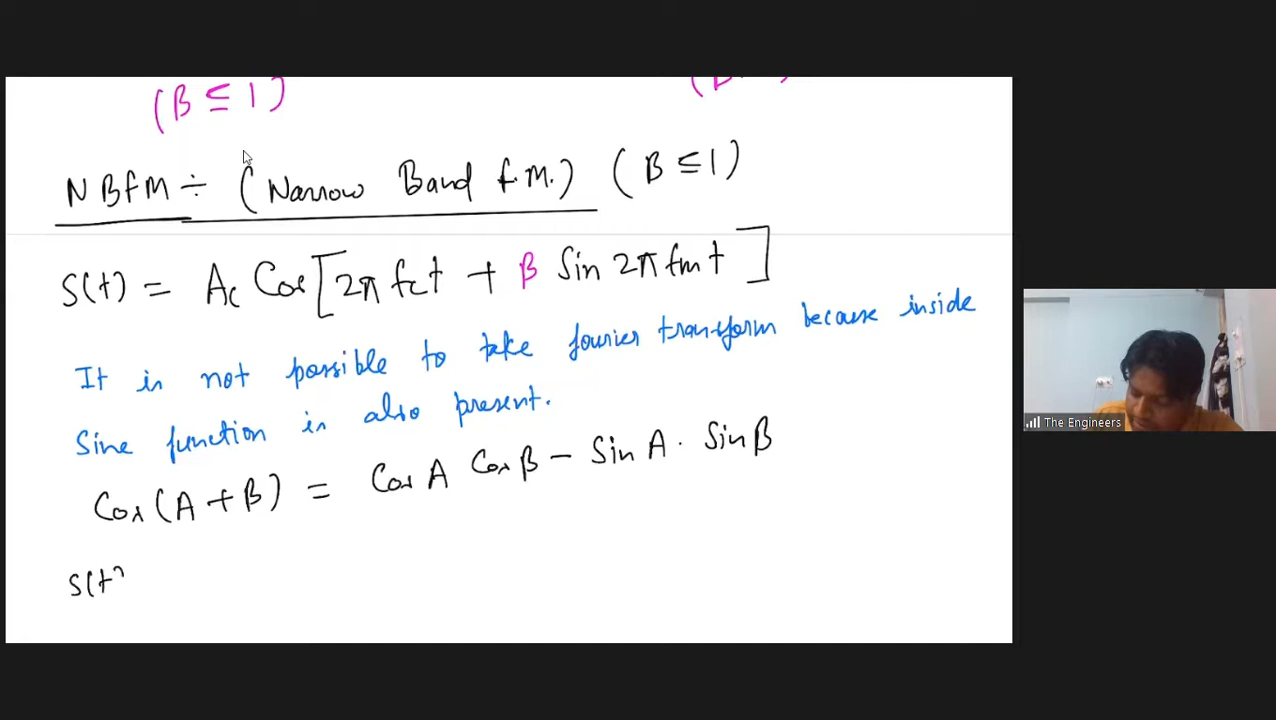 (B ≤ 1)
NBFM ÷ (Narrow Band F.M.) (B ≤ 1)
S(t) = Ac Cos[2π fct + β Sin 2π fmt]
It is not possible to take fourier transform because inside
Sine function is also present.
Cos(A + B) = Cos A Cos B – Sin A · Sin B
S(t)
The Engineers